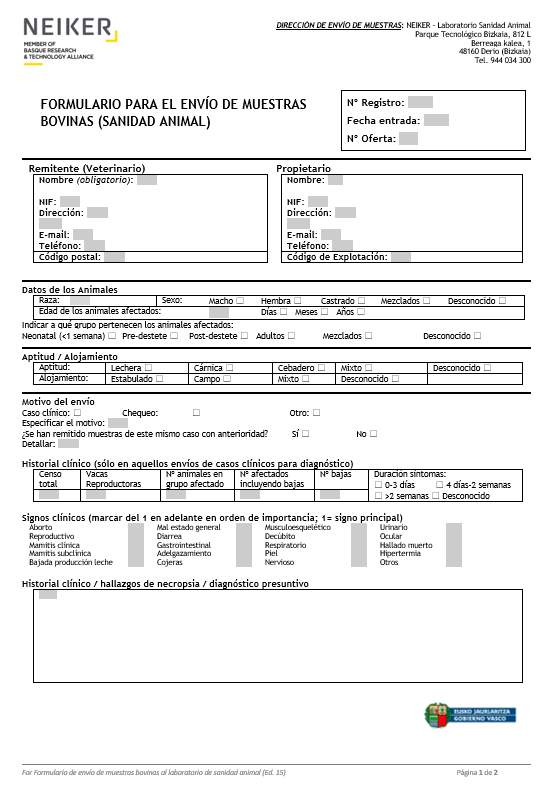 NEIKER
MEMBER OF
BASQUE RESEARCH
& TECHNOLOGY ALLIANCE
DIRECCIÓN DE ENVÍO DE MUESTRAS: NEIKER - Laboratorio Sanidad Animal
Parque Tecnológico Bizkaia, 812 L
Berreaga kalea, 1
48160 Derio (Bizkaia)
Tel. 944 034 300
FORMULARIO PARA EL ENVÍO DE MUESTRAS
BOVINAS (SANIDAD ANIMAL)
Nº Registro:
Fecha entrada:
Nº Oferta:
Remitente (Veterinario)
Nombre (obligatorio):
NIF:
Dirección:
E-mail:
Teléfono:
Código postal:
Propietario
Nombre:
NIF:
Dirección:
E-mail:
Teléfono:
Código de Explotación:
Datos de los Animales
Raza: Sexo: Macho ☐ Hembra ☐ Castrado ☐ Mezclados ☐ Desconocido ☐
Edad de los animales afectados: Días ☐ Meses ☐ Años ☐
Indicar a qué grupo pertenecen los animales afectados:
Neonatal (<1 semana) ☐ Pre-destete ☐ Post-destete ☐ Adultos ☐ Mezclados ☐ Desconocido ☐
Aptitud / Alojamiento
Aptitud: Lechera ☐ Cárnica ☐ Cebadero ☐ Mixto ☐ Desconocido ☐
Alojamiento: Estabulado ☐ Campo ☐ Mixto ☐ Desconocido ☐
Motivo del envío
Caso clínico: ☐ Chequeo: ☐ Otro: ☐
Especificar el motivo:
¿Se han remitido muestras de este mismo caso con anterioridad? Sí ☐ No ☐
Detallar:
Historial clínico (sólo en aquellos envíos de casos clínicos para diagnóstico)
Censo total
Vacas Reproductoras
Nº animales en grupo afectado
Nº afectados incluyendo bajas
Nº bajas
Duración síntomas:
☐ 0-3 días ☐ 4 días-2 semanas
☐ >2 semanas ☐ Desconocido
Signos clínicos (marcar del 1 en adelante en orden de importancia; 1= signo principal)
Aborto Mal estado general Musculoesquelético Urinario
Reproductivo Diarrea Decúbito Ocular
Mamitis clínica Gastrointestinal Respiratorio Hallado muerto
Mamitis subclínica Adelgazamiento Piel Hipertermia
Bajada producción leche Cojeras Nervioso Otros
Historial clínico / hallazgos de necropsia / diagnóstico presuntivo
EUSKO JAURLARITZA
GOBIERNO VASCO
For Formulario de envío de muestras bovinas al laboratorio de sanidad animal (Ed. 15)
Página 1 de 2